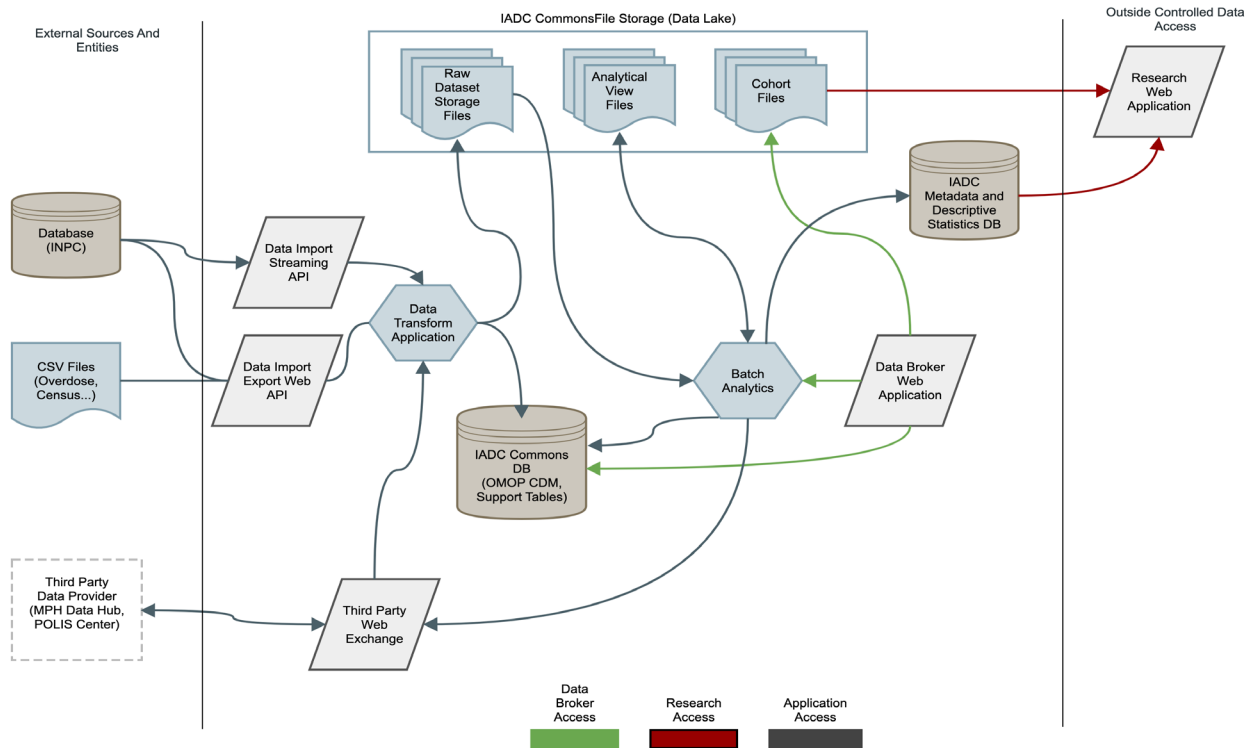 External Sources And
Entities
IADC CommonsFile Storage (Data Lake)
Outside Controlled Data
Access
Raw
Dataset
Storage
Files
Analytical
View
Files
Cohort
Files
Research
Web
Application
IADC
Metadata and
Descriptive
Statistics DB
Database
(INPC)
Data Import
Streaming
API
Data
Transform
Application
CSV Files
(Overdose,
Census...)
Data Import
Export Web
API
Batch
Analytics
Data Broker
Web
Application
IADC Commons
DB
(OMOP CDM,
Support Tables)
Third Party
Data Provider
(MPH Data Hub,
POLIS Center)
Third Party
Web
Exchange
Data
Broker
Access
Research
Access
Application
Access